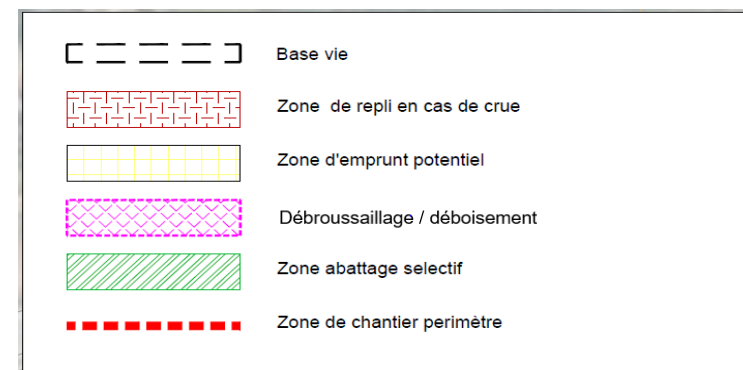 Base vie
Zone de repli en cas de crue
Zone d'emprunt potentiel
Débroussaillage / déboisement
Zone abattage selectif
Zone de chantier perimètre